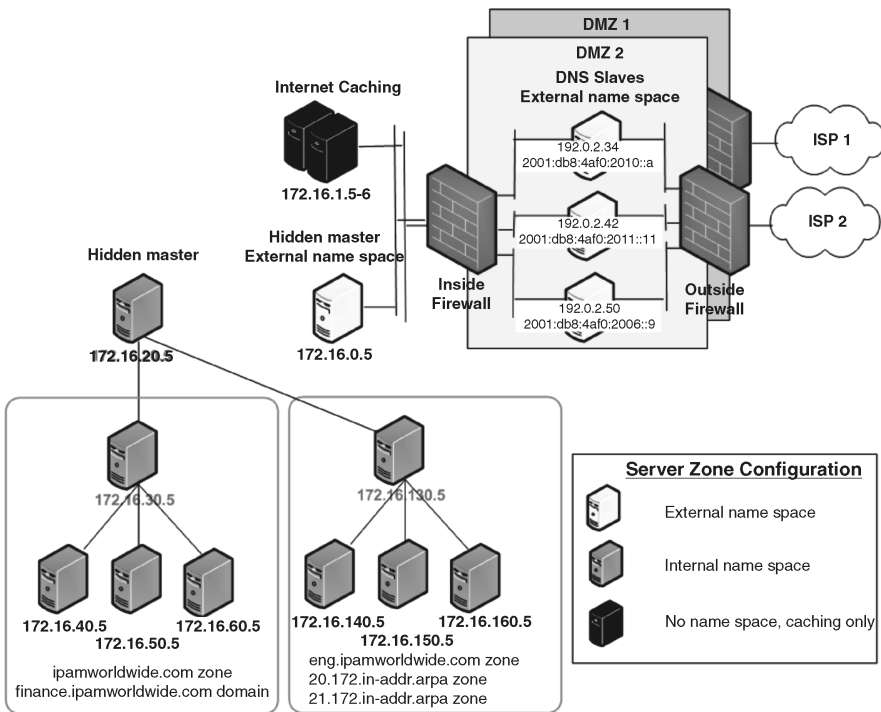 DMZ 1
DMZ 2
DNS Slaves
External name space
Internet Caching
172.16.1.5-6
192.0.2.34
2001:db8:4af0:2010::a
192.0.2.42
2001:db8:4af0:2011::11
192.0.2.50
2001:db8:4af0:2006::9
ISP 1
ISP 2
Inside
Firewall
Outside
Firewall
Hidden master
External name space
172.16.0.5
Hidden master
172.16.20.5
172.16.30.5
172.16.40.5
172.16.50.5
172.16.60.5
ipamworldwide.com zone
finance.ipamworldwide.com domain
172.16.130.5
172.16.140.5
172.16.150.5
172.16.160.5
eng.ipamworldwide.com zone
20.172.in-addr.arpa zone
21.172.in-addr.arpa zone
Server Zone Configuration
External name space
Internal name space
No name space, caching only